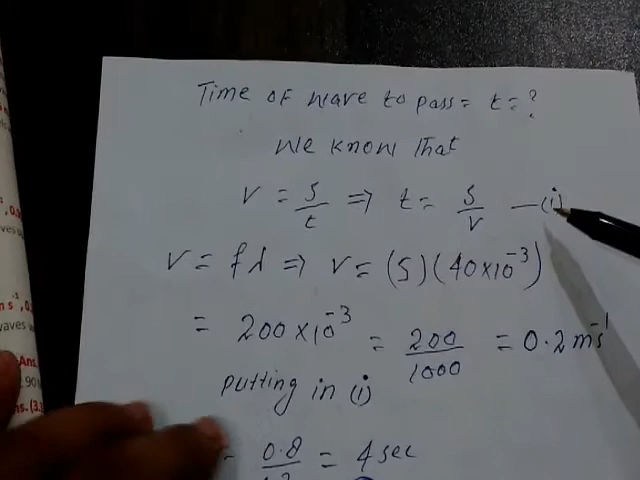 Time of wave to pass = t = ?
We know That
v = S/t ⇒ t = S/v —(i)
v = fλ ⇒ v = (5)(40×10⁻³)
= 200×10⁻³ = 200/1000 = 0.2 ms⁻¹
putting in (i)
= 0.8/ = 4 sec
Ans.